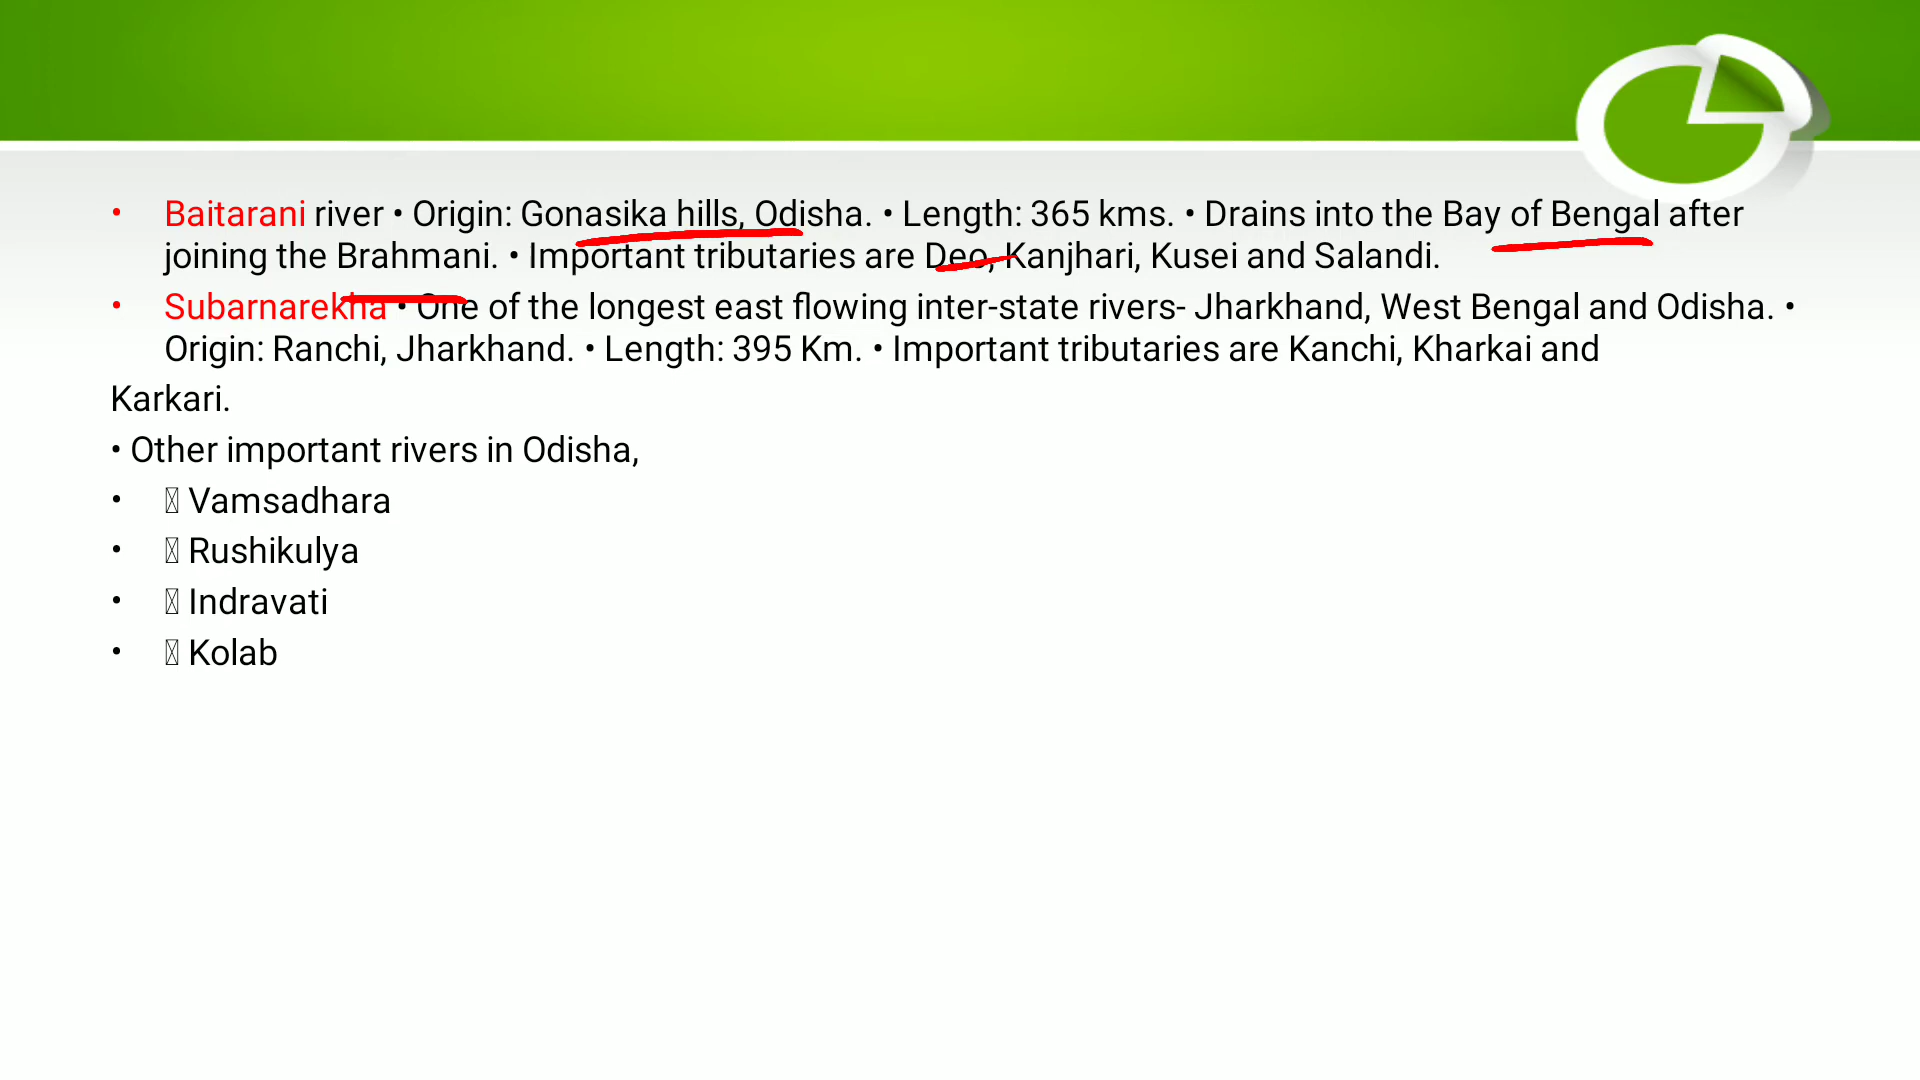 • Baitarani river • Origin: Gonasika hills, Odisha. • Length: 365 kms. • Drains into the Bay of Bengal after
joining the Brahmani. • Important tributaries are Deo, Kanjhari, Kusei and Salandi.
• Subarnarekha • One of the longest east flowing inter-state rivers- Jharkhand, West Bengal and Odisha. •
Origin: Ranchi, Jharkhand. • Length: 395 Km. • Important tributaries are Kanchi, Kharkai and
Karkari.
• Other important rivers in Odisha,
• Vamsadhara
• Rushikulya
• Indravati
• Kolab